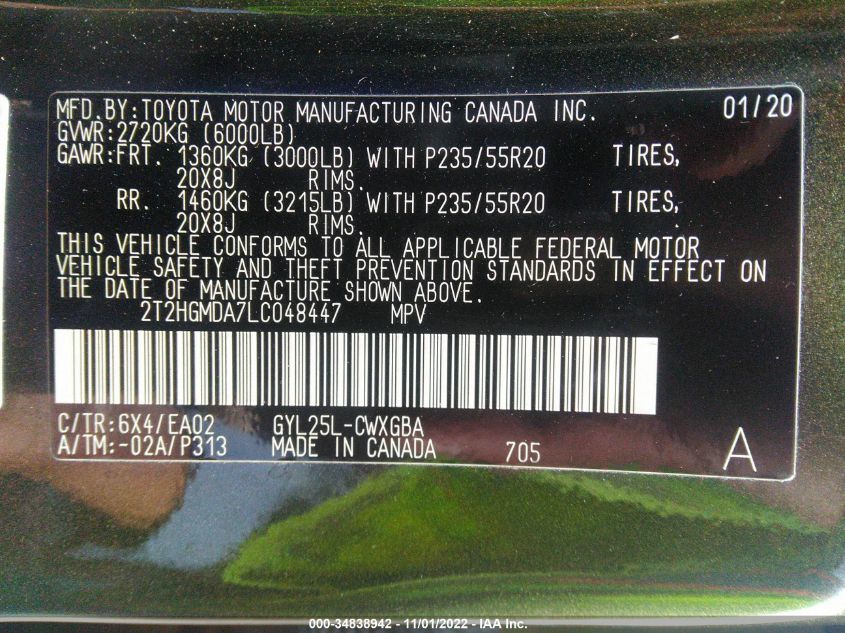 MFD.BY:TOYOTA MOTOR MANUFACTURING CANADA INC. 01/20
GVWR:2720KG (6000LB)
GAWR:FRT. 1360KG (3000LB) WITH P235/55R20 TIRES,
20X8J RIMS.
RR. 1460KG (3215LB) WITH P235/55R20 TIRES,
20X8J RIMS.
THIS VEHICLE CONFORMS TO ALL APPLICABLE FEDERAL MOTOR
VEHICLE SAFETY AND THEFT PREVENTION STANDARDS IN EFFECT ON
THE DATE OF MANUFACTURE SHOWN ABOVE.
2T2HGMDA7LC048447 MPV
C/TR:6X4/EA02 GYL25L-CWXGBA
A/TM:-02A/P313 MADE IN CANADA 705 A
000-34838942 - 11/01/2022 - IAA Inc.